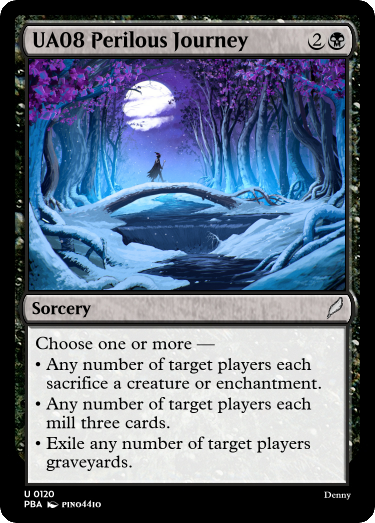 UA08 Perilous Journey 2
Sorcery
Choose one or more —
• Any number of target players each
sacrifice a creature or enchantment.
• Any number of target players each
mill three cards.
• Exile any number of target players
graveyards.
U 0120
Denny
PBA PINO4410